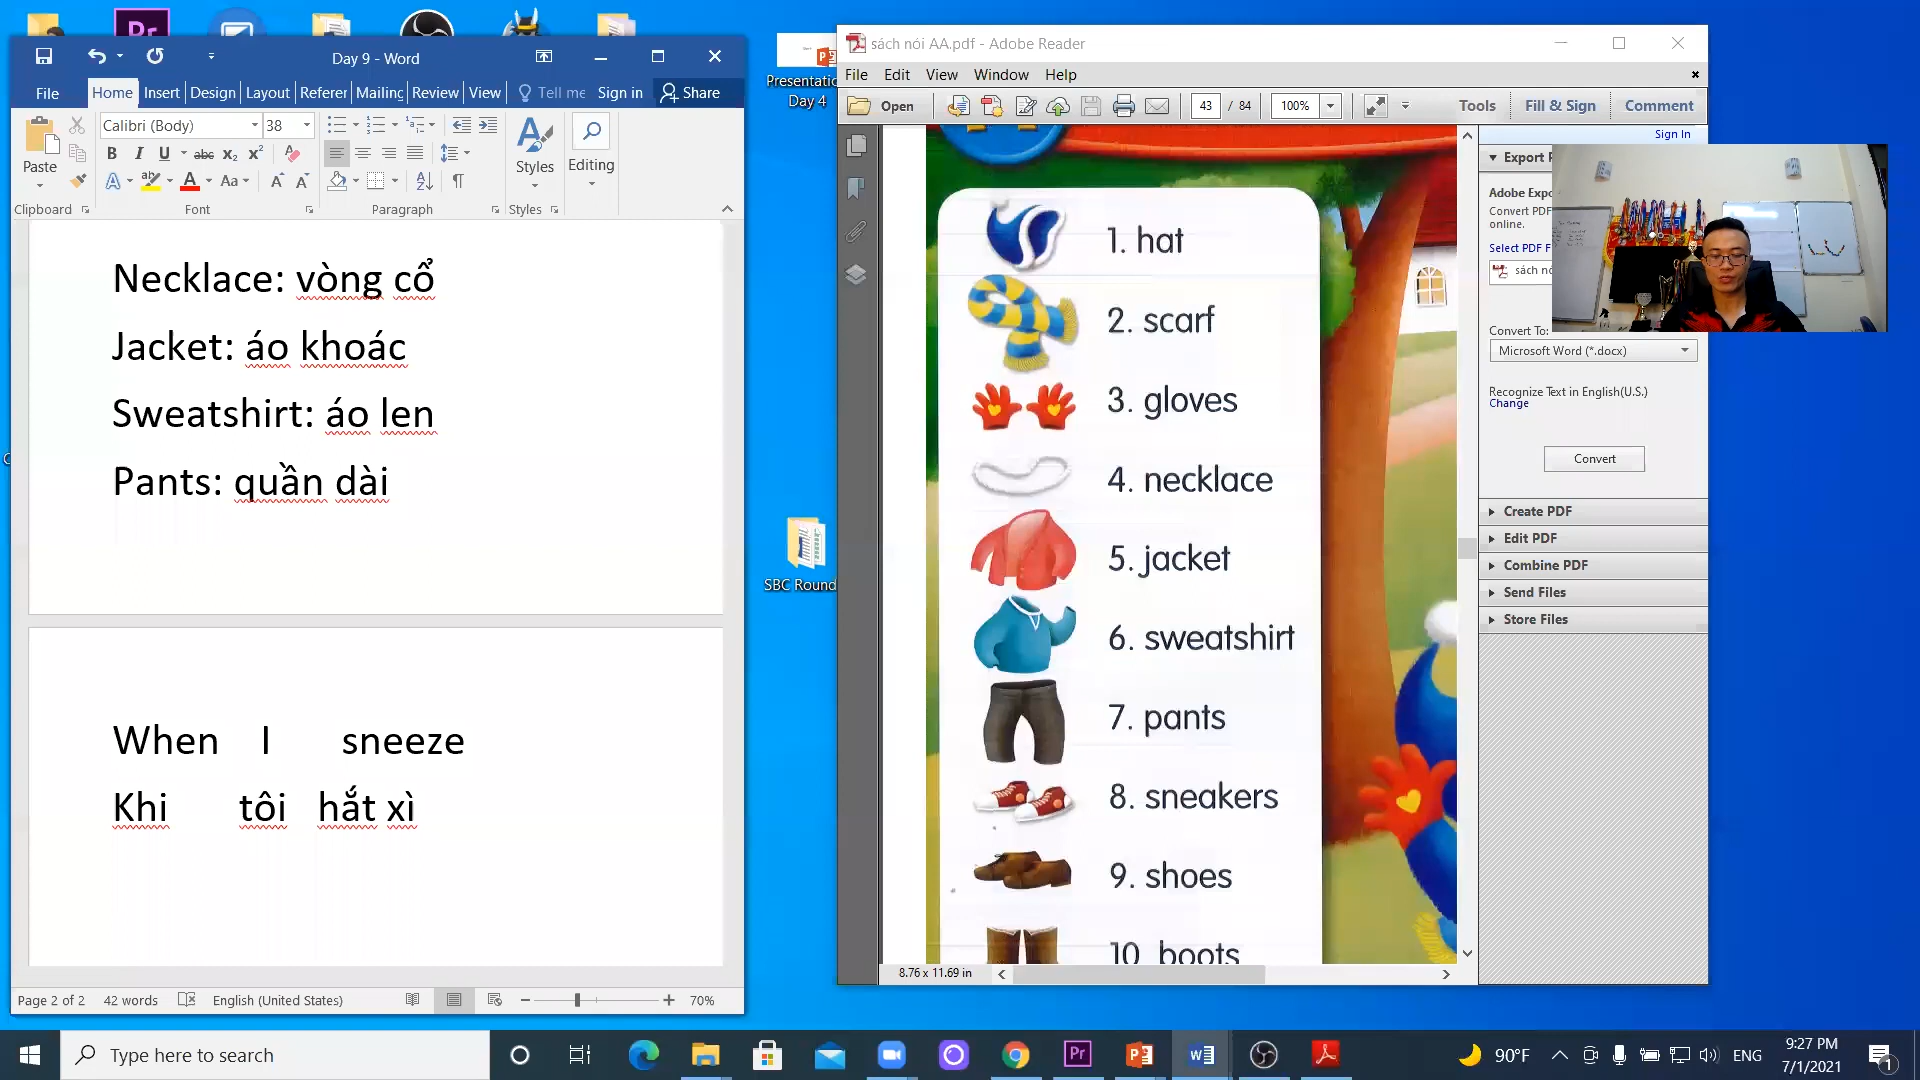 Day 9 - Word
File Home Insert Design Layout Referer Mailing Review View Tell me Sign in Share
Calibri (Body) 38
Paste
Styles
Editing
Clipboard Font Paragraph Styles
Necklace: vòng cổ
Jacket: áo khoác
Sweatshirt: áo len
Pants: quần dài
When I sneeze
Khi tôi hắt xì
Page 2 of 2 42 words English (United States) 70%
Presentatio
Day 4
SBC Round
sách nói AA.pdf - Adobe Reader
File Edit View Window Help
Open 43 / 84 100% Tools Fill & Sign Comment
Sign In
1. hat
2. scarf
3. gloves
4. necklace
5. jacket
6. sweatshirt
7. pants
8. sneakers
9. shoes
10 boots
8.76 x 11.69 in
Export P
Adobe Expo
Convert PDF
online.
Select PDF F
sách nó
Convert To:
Microsoft Word (*.docx)
Recognize Text in English(U.S.)
Change
Convert
Create PDF
Edit PDF
Combine PDF
Send Files
Store Files
Type here to search
90°F ENG
9:27 PM
7/1/2021
1